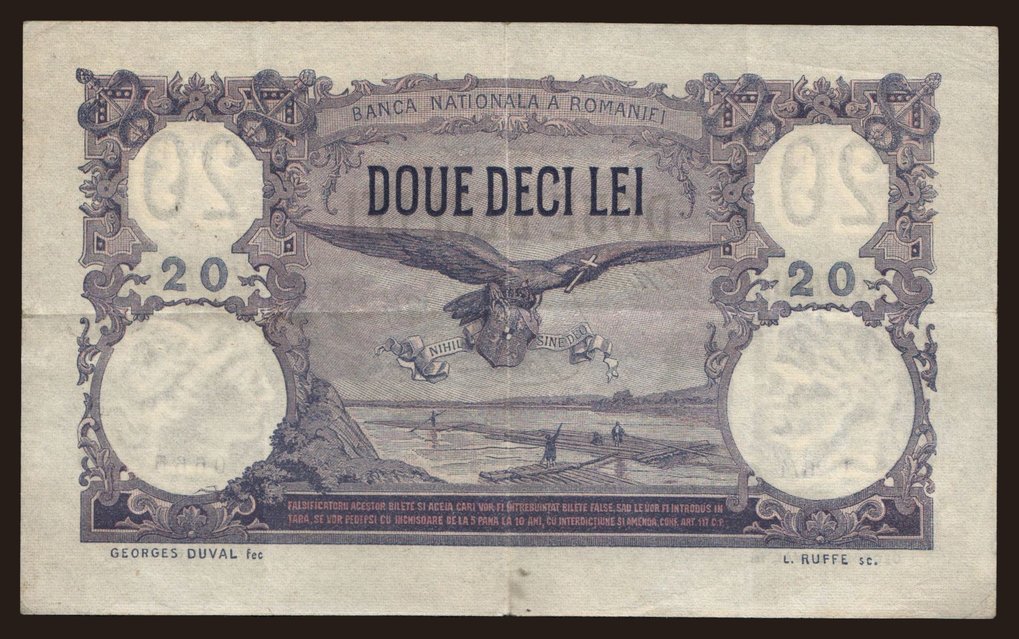 BANCA NATIONALA A ROMANIEI
DOUE DECI LEI
20
20
NIHIL SINE DEO
FALSIFICATORII ACESTOR BILETE SI ACEIA CARI VOR FI INTREBUINTAT BILETE FALSE, SAU LE VOR FI INTRODUS IN
TARA, SE VOR PEDEPSI CU INCHISOARE DE LA 5 PANA LA 10 ANI, CU INTERDICTIUNE SI AMENDA, CONF. ART. 117 C.P.
GEORGES DUVAL fec
L. RUFFE sc.